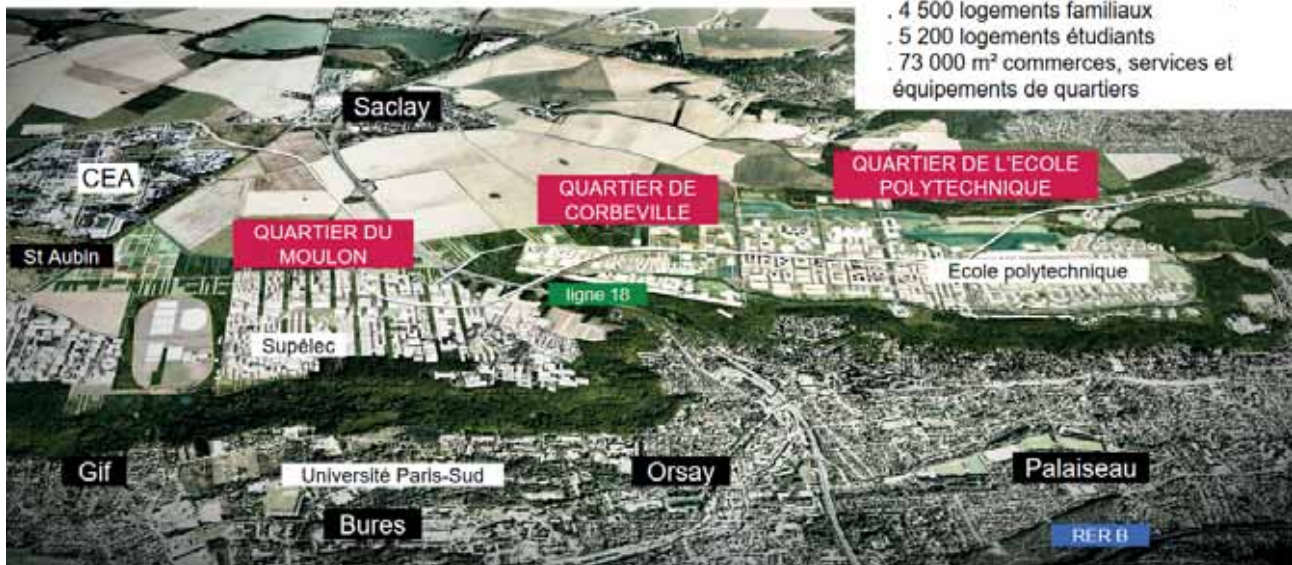 . 4 500 logements familiaux
. 5 200 logements étudiants
. 73 000 m² commerces, services et
équipements de quartiers
Saclay
CEA
QUARTIER DE L'ECOLE
POLYTECHNIQUE
QUARTIER DE
CORBEVILLE
QUARTIER DU
MOULON
St Aubin
Ecole polytechnique
ligne 18
Supélec
Gif
Université Paris-Sud
Orsay
Palaiseau
Bures
RER B